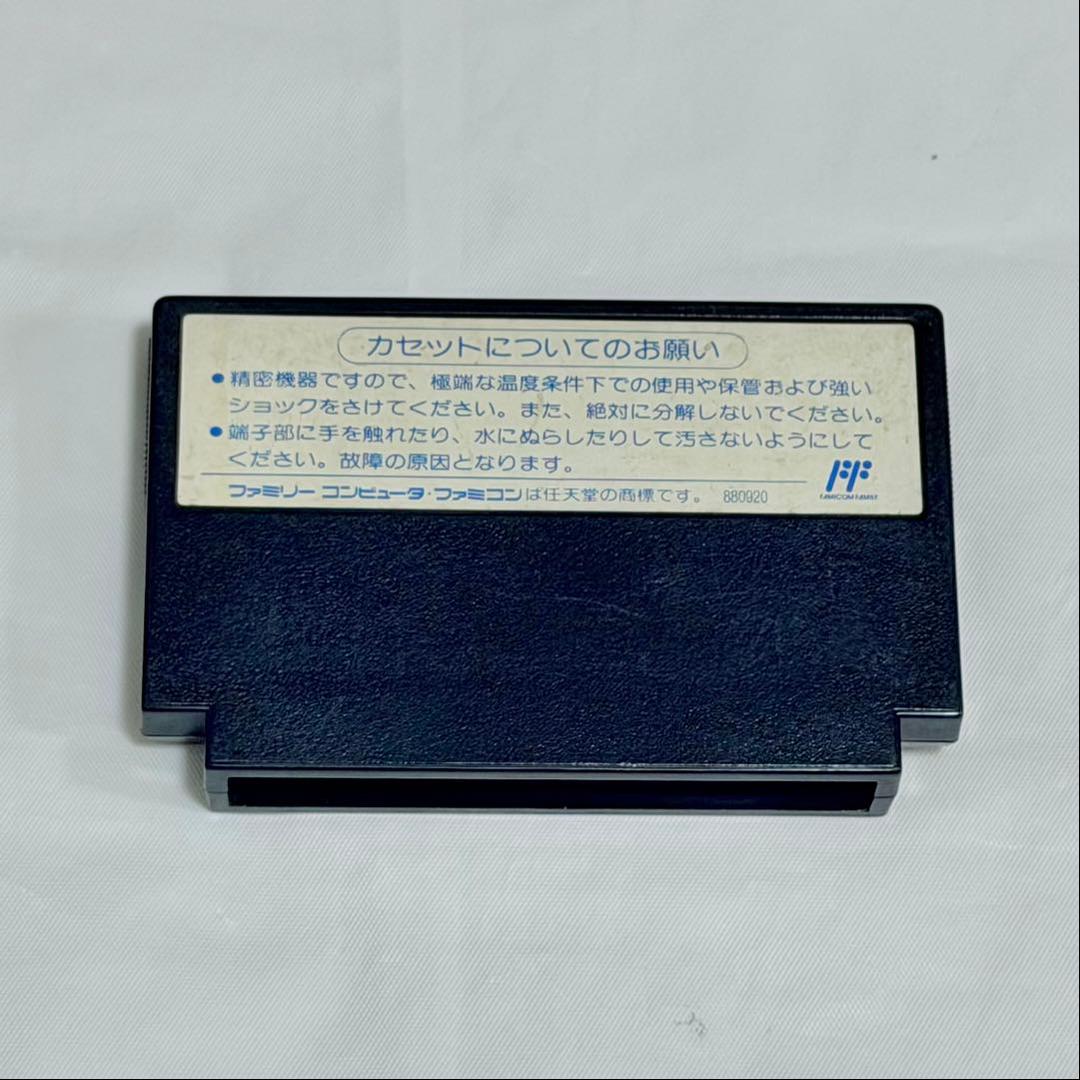 カセットについてのお願い
●精密機器ですので、極端な温度条件下での使用や保管および強い
ショックをさけてください。また、絶対に分解しないでください。
●端子部に手を触れたり、水にぬらしたりして汚さないようにして
ください。故障の原因となります。
ファミリーコンピュータ・ファミコンは任天堂の商標です。 880920
FF
FAMICOM FAMILY